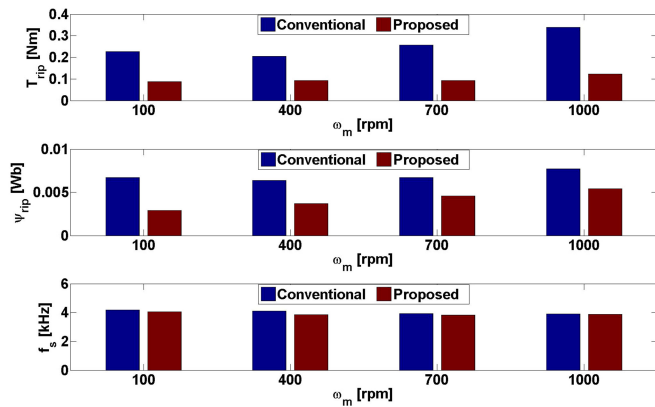 0.4
0.3
0.2
0.1
0
T_rip [Nm]
Conventional Proposed
100 400 700 1000
ω_m [rpm]
0.01
0.005
0
Ψ_rip [Wb]
Conventional Proposed
100 400 700 1000
ω_m [rpm]
6
4
2
0
f_s [kHz]
Conventional Proposed
100 400 700 1000
ω_m [rpm]